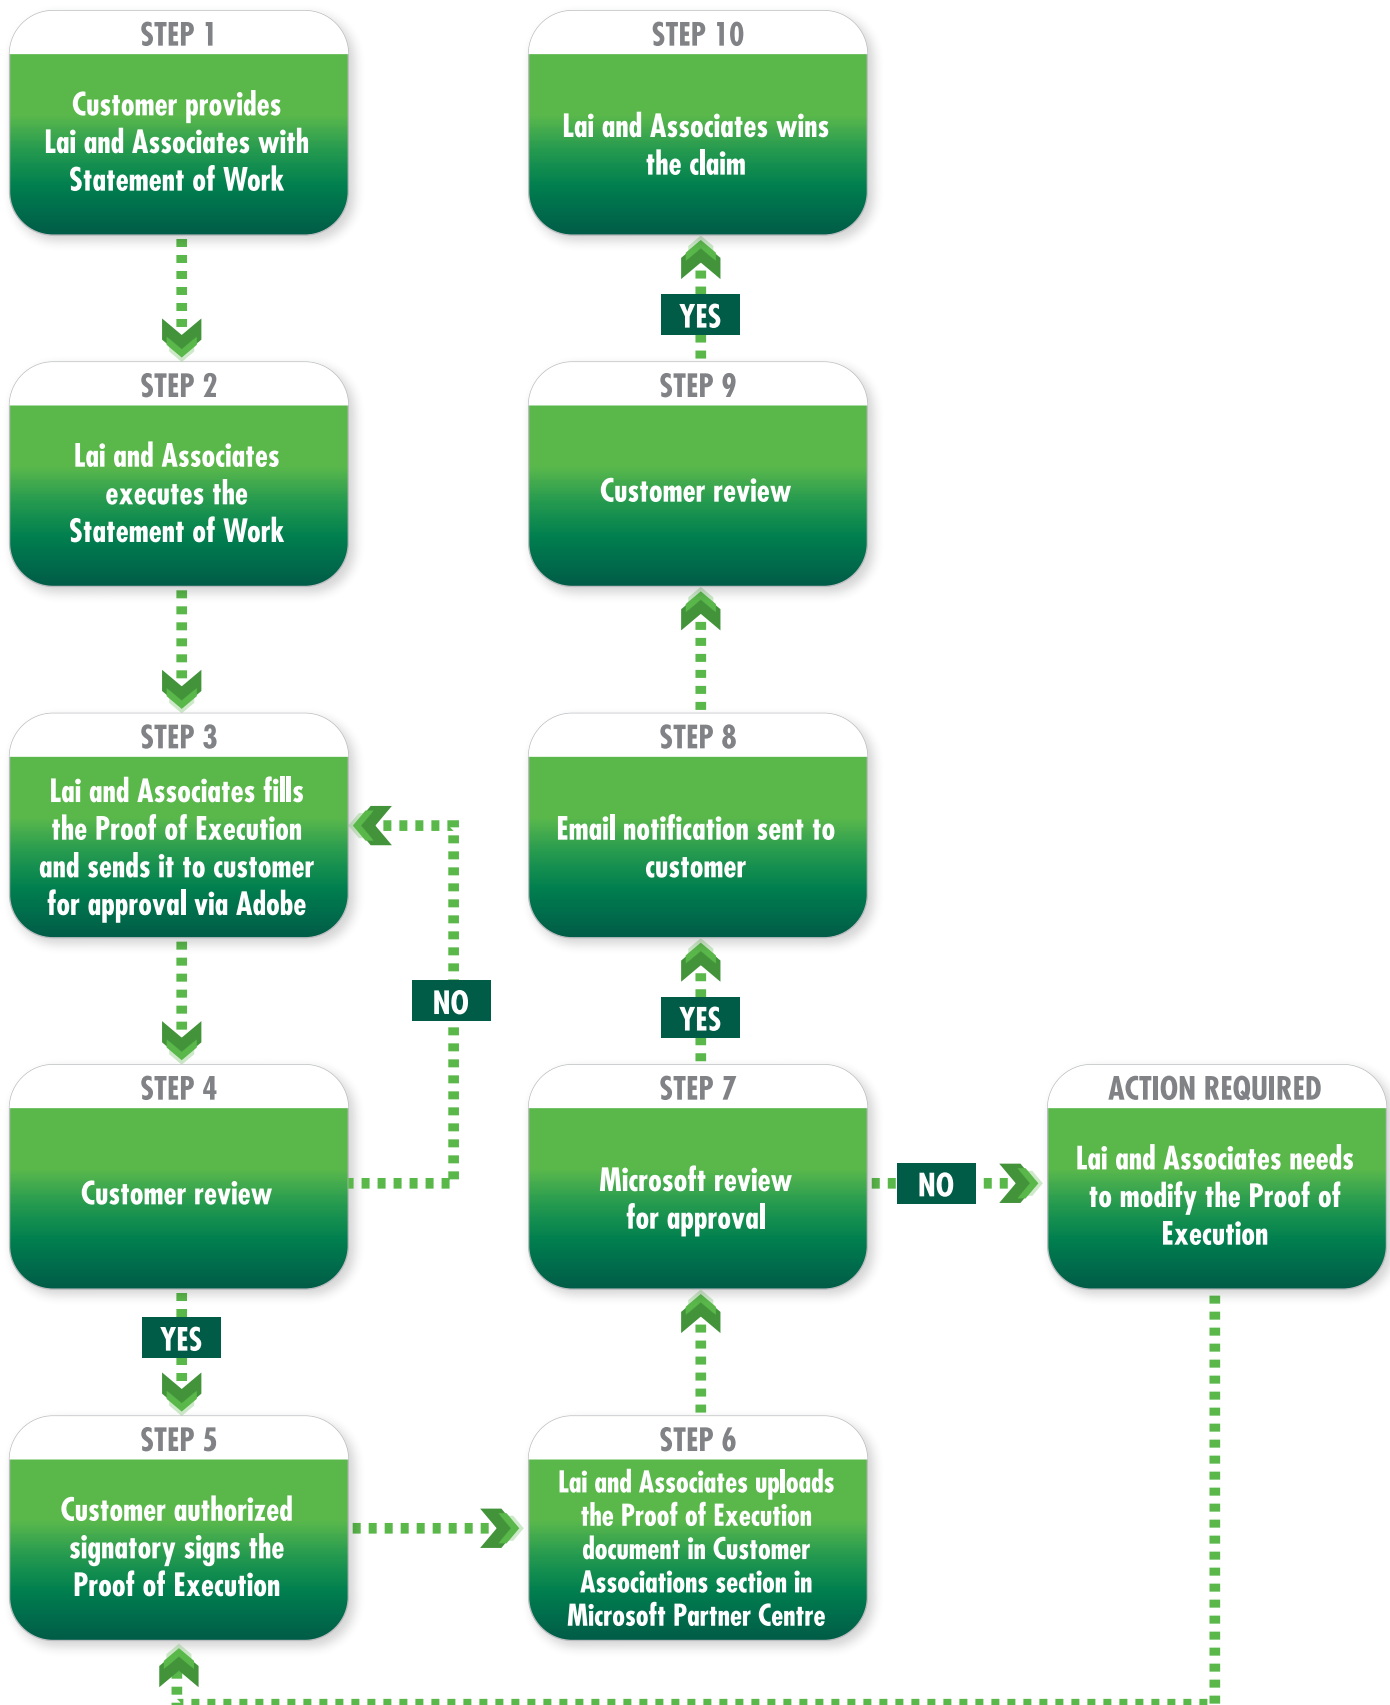 STEP 1
Customer provides
Lai and Associates with
Statement of Work
STEP 2
Lai and Associates
executes the
Statement of Work
STEP 3
Lai and Associates fills
the Proof of Execution
and sends it to customer
for approval via Adobe
NO
STEP 4
Customer review
YES
STEP 5
Customer authorized
signatory signs the
Proof of Execution
STEP 6
Lai and Associates uploads
the Proof of Execution
document in Customer
Associations section in
Microsoft Partner Centre
STEP 7
Microsoft review
for approval
NO
ACTION REQUIRED
Lai and Associates needs
to modify the Proof of
Execution
YES
STEP 8
Email notification sent to
customer
STEP 9
Customer review
YES
STEP 10
Lai and Associates wins
the claim